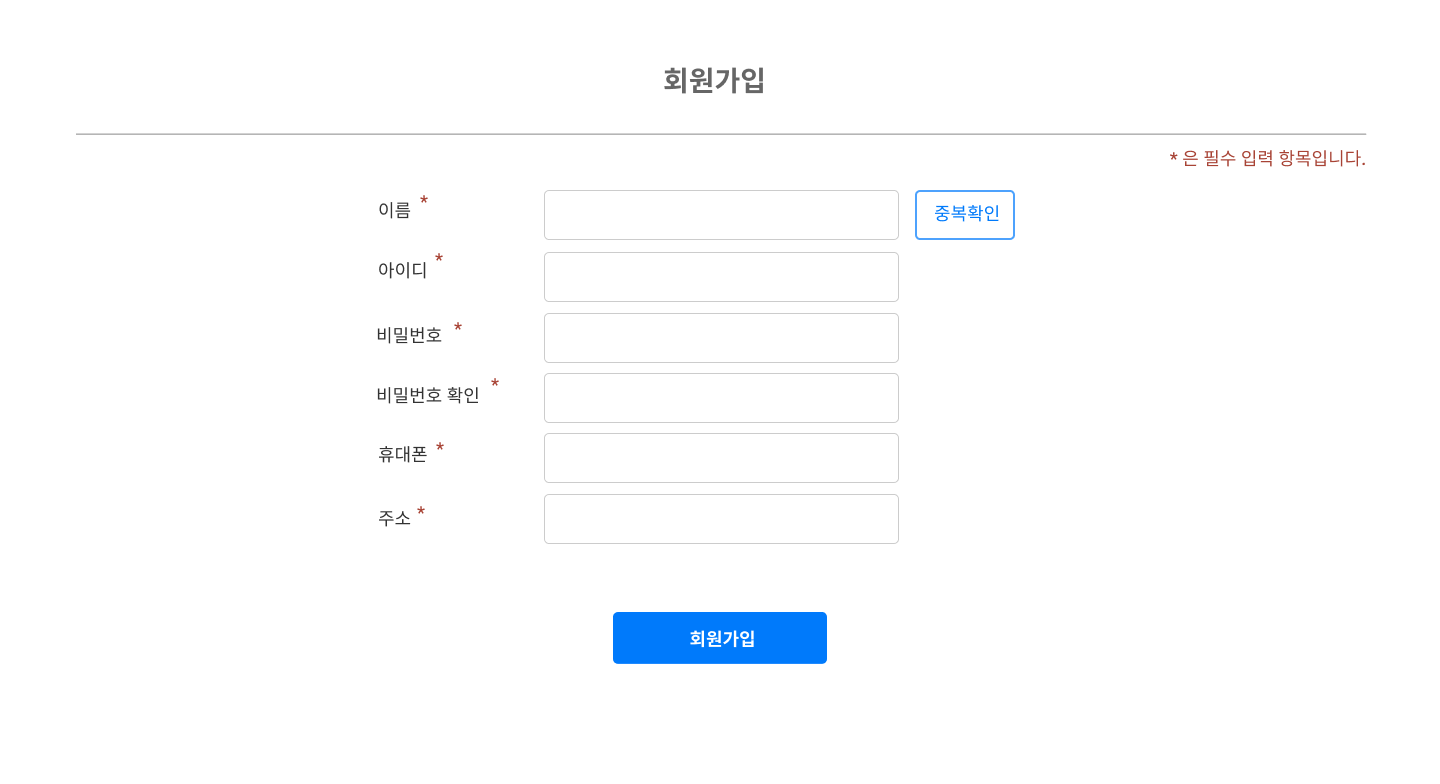 회원가입
* 은 필수 입력 항목입니다.
이름 *
중복확인
아이디 *
비밀번호 *
비밀번호 확인 *
휴대폰 *
주소 *
회원가입